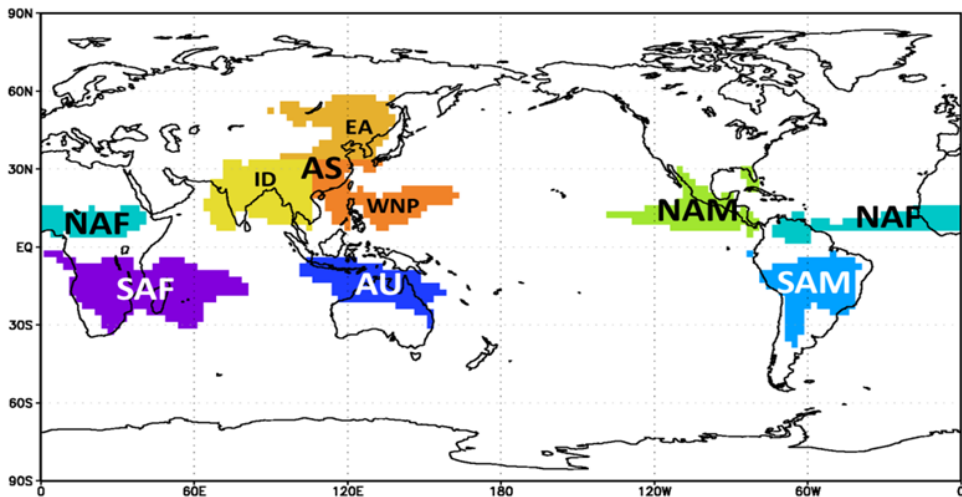 90N
60N
EA
30N
AS
ID
WNP
NAF
NAM
NAF
EQ
SAF
AU
SAM
30S
60S
90S
0
60E
120E
180
120W
60W
0